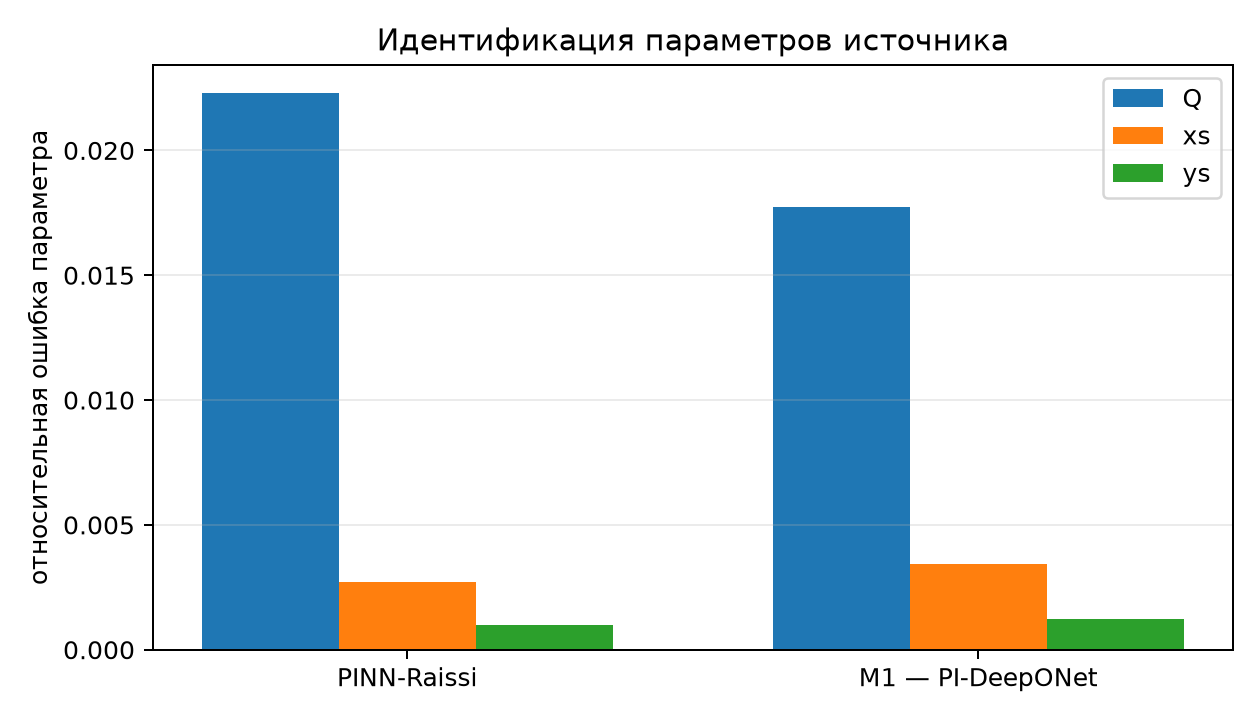 Идентификация параметров источника
относительная ошибка параметра
0.020
0.015
0.010
0.005
0.000
Q
xs
ys
PINN-Raissi
M1 — PI-DeepONet